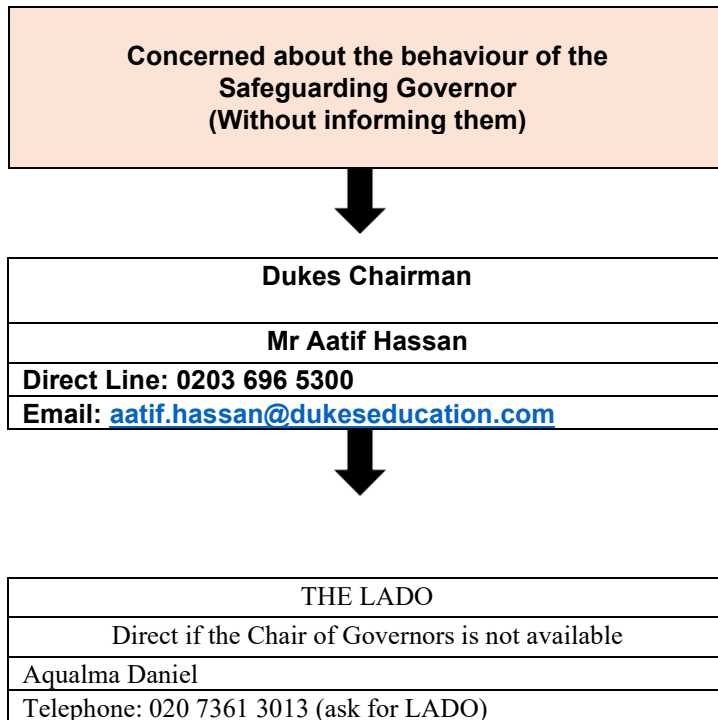 Concerned about the behaviour of the
Safeguarding Governor
(Without informing them)
Dukes Chairman
Mr Aatif Hassan
Direct Line: 0203 696 5300
Email: aatif.hassan@dukeseducation.com
THE LADO
Direct if the Chair of Governors is not available
Aqualma Daniel
Telephone: 020 7361 3013 (ask for LADO)